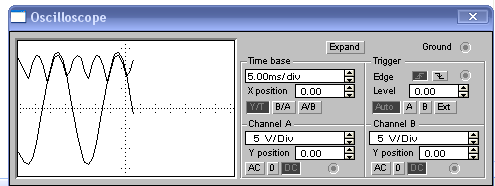 Oscilloscope
Expand
Ground
Time base
5.00ms/div
X position 0.00
Y/T B/A A/B
Trigger
Edge
Level 0.00
Auto A B Ext
Channel A
5 V/Div
Y position 0.00
AC 0 DC
Channel B
5 V/Div
Y position 0.00
AC 0 DC